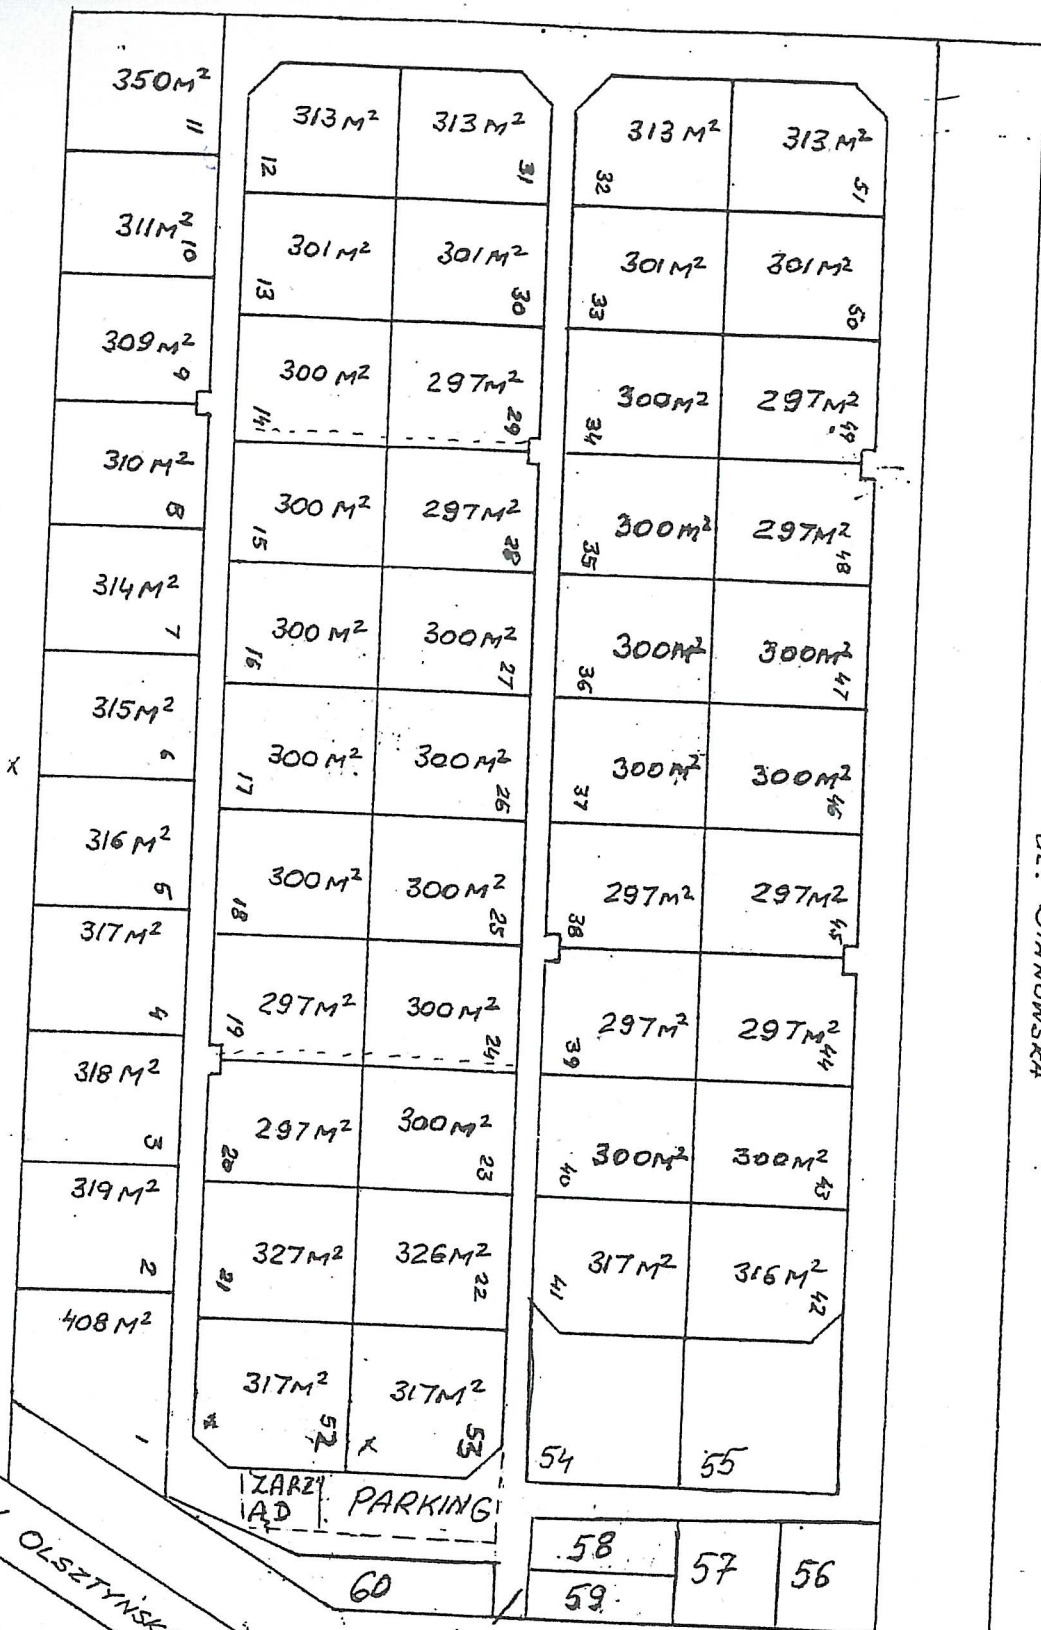 350 m²
11
311 m²
10
309 m²
9
310 m²
8
314 m²
7
315 m²
6
316 m²
5
317 m²
4
318 m²
3
319 m²
2
408 m²
1
313 m²
12
313 m²
31
301 m²
13
301 m²
30
300 m²
14
297 m²
29
300 m²
15
297 m²
28
300 m²
16
300 m²
27
300 m²
17
300 m²
26
300 m²
18
300 m²
25
297 m²
19
300 m²
24
297 m²
20
300 m²
23
327 m²
21
326 m²
22
317 m²
52
317 m²
53
x
x
313 m²
32
313 m²
51
301 m²
33
301 m²
50
300 m²
34
297 m²
49
300 m²
35
297 m²
48
300 m²
36
300 m²
47
300 m²
37
300 m²
46
297 m²
38
297 m²
45
297 m²
39
297 m²
44
300 m²
40
300 m²
43
317 m²
41
316 m²
42
54
55
ZARZĄD
PARKING
58
59
57
56
60
OLSZTYŃSK